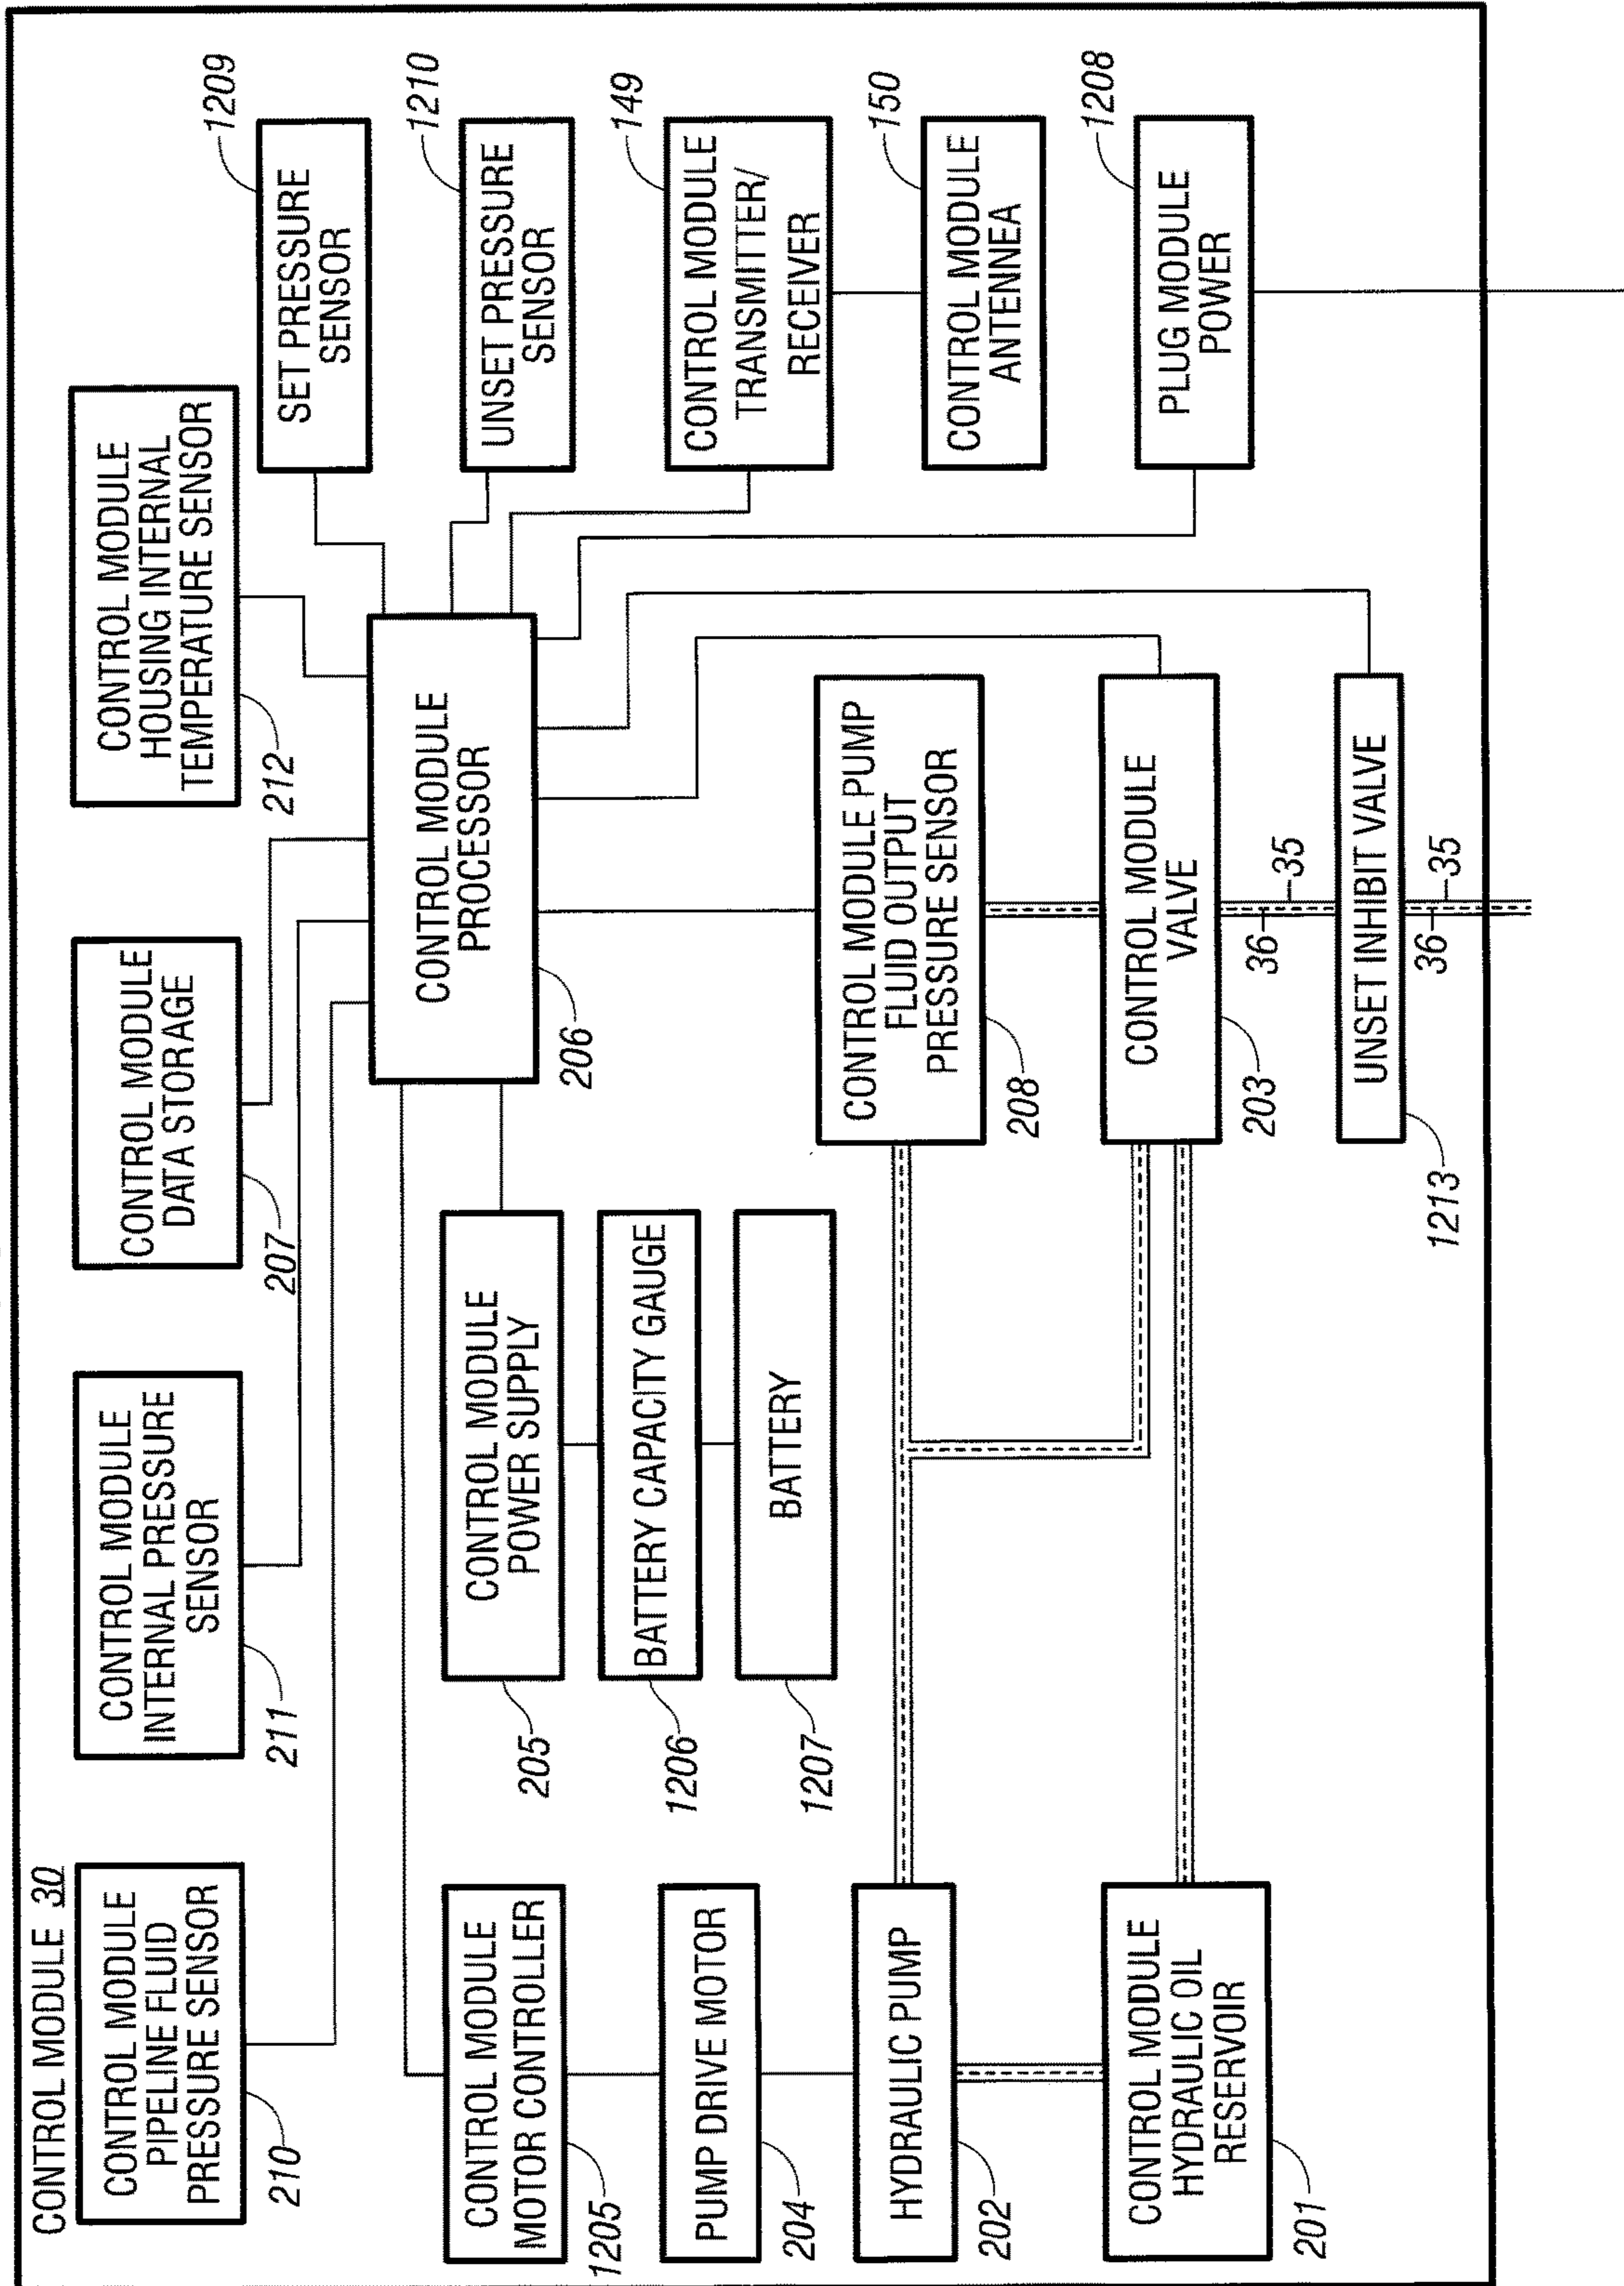 CONTROL MODULE 30
CONTROL MODULE
PIPELINE FLUID
PRESSURE SENSOR
210
CONTROL MODULE
INTERNAL PRESSURE
SENSOR
211
CONTROL MODULE
DATA STORAGE
207
CONTROL MODULE
HOUSING INTERNAL
TEMPERATURE SENSOR
212
1209
SET PRESSURE
SENSOR
1210
UNSET PRESSURE
SENSOR
149
CONTROL MODULE
TRANSMITTER/
RECEIVER
150
CONTROL MODULE
ANTENNEA
1208
PLUG MODULE
POWER
CONTROL MODULE
PROCESSOR
206
CONTROL MODULE
POWER SUPPLY
205
BATTERY CAPACITY GAUGE
1206
BATTERY
1207
CONTROL MODULE
MOTOR CONTROLLER
1205
PUMP DRIVE MOTOR
204
HYDRAULIC PUMP
202
CONTROL MODULE
HYDRAULIC OIL
RESERVOIR
201
CONTROL MODULE PUMP
FLUID OUTPUT
PRESSURE SENSOR
208
CONTROL MODULE
VALVE
203
36
35
UNSET INHIBIT VALVE
1213
36
35